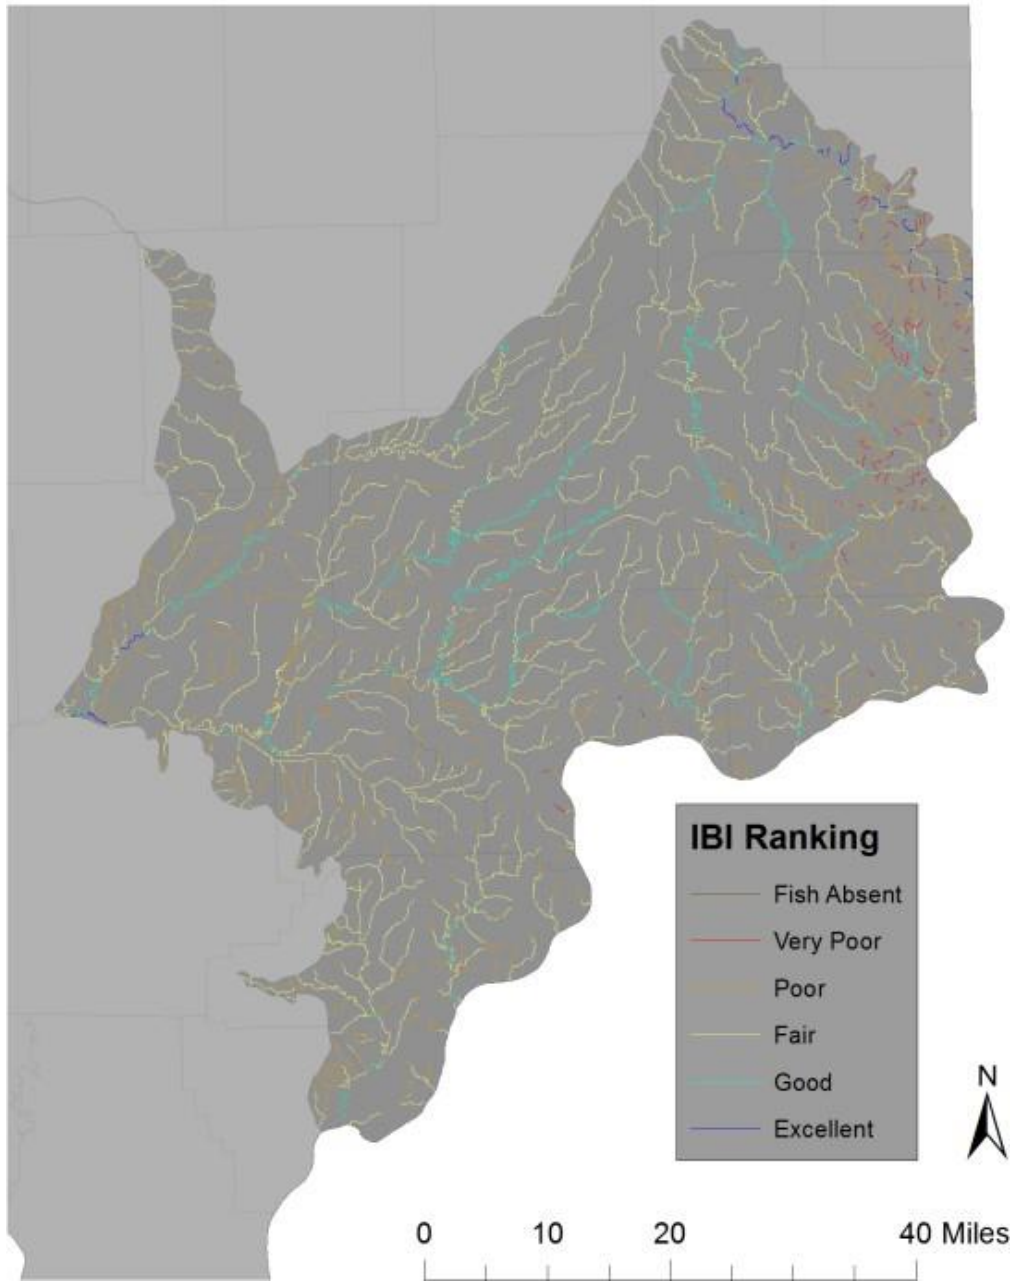 IBI Ranking
Fish Absent
Very Poor
Poor
Fair
Good
Excellent
N
0 10 20 40 Miles